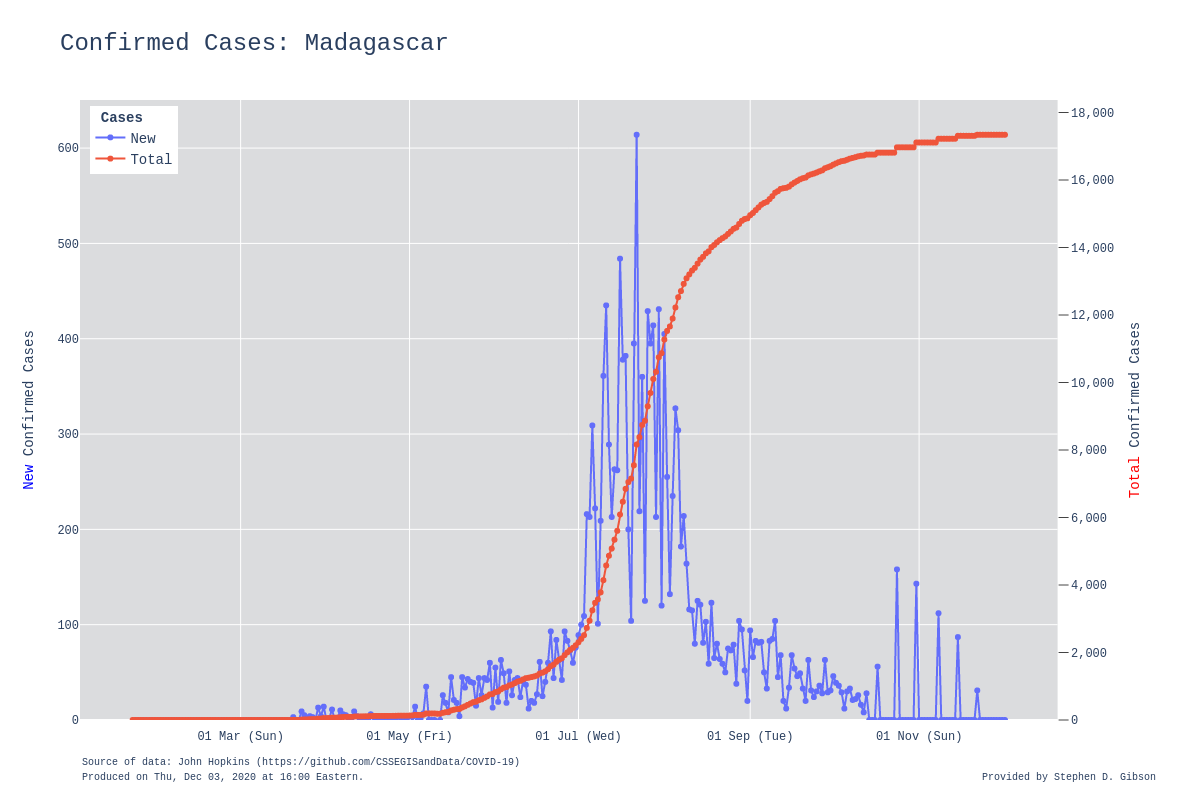 Confirmed Cases: Madagascar
Cases
New
Total
600
500
400
300
200
100
0
18,000
16,000
14,000
12,000
10,000
8,000
6,000
4,000
2,000
0
New Confirmed Cases
Total Confirmed Cases
01 Mar (Sun) 01 May (Fri) 01 Jul (Wed) 01 Sep (Tue) 01 Nov (Sun)
Source of data: John Hopkins (https://github.com/CSSEGISandData/COVID-19)
Produced on Thu, Dec 03, 2020 at 16:00 Eastern.
Provided by Stephen D. Gibson